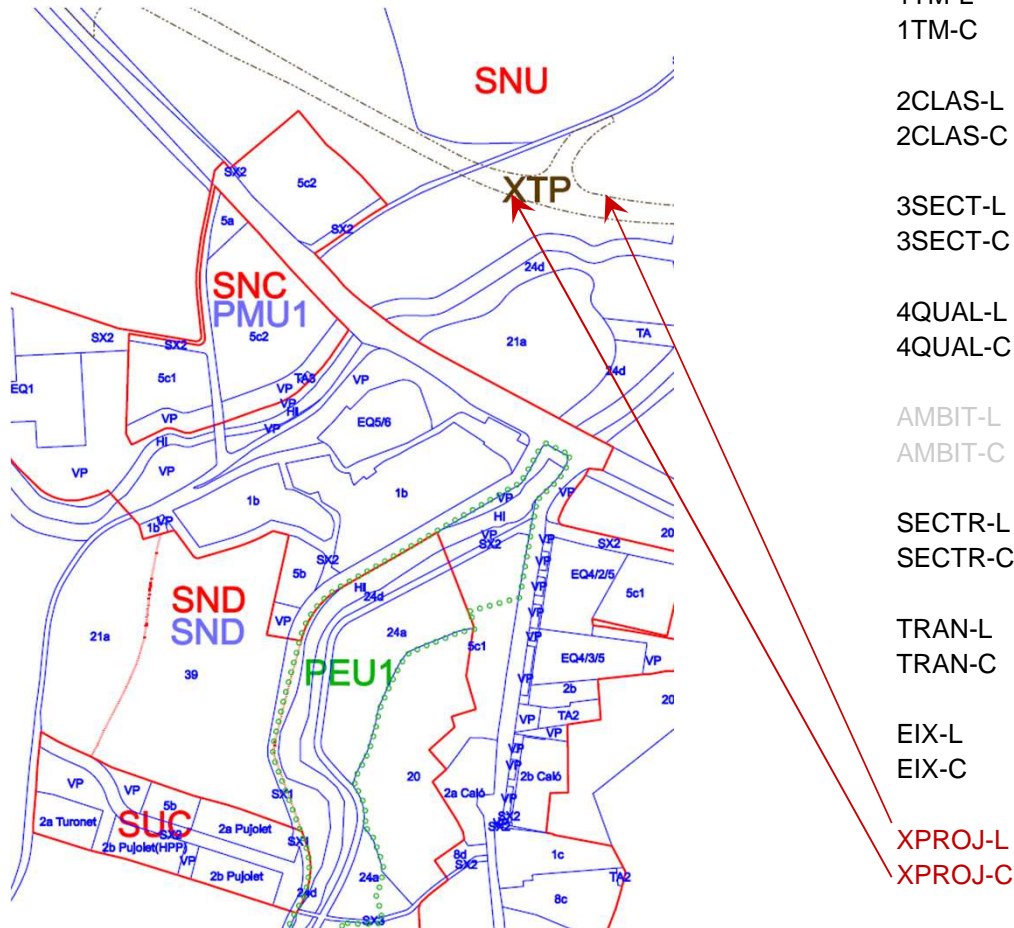 1TM-L
1TM-C
2CLAS-L
2CLAS-C
3SECT-L
3SECT-C
4QUAL-L
4QUAL-C
AMBIT-L
AMBIT-C
SECTR-L
SECTR-C
TRAN-L
TRAN-C
EIX-L
EIX-C
XPROJ-L
XPROJ-C
SNU
SX2
5c2
XTP
5a
SX2
24d
SNC
PMU1
5c2
SX2
SX2
21a
TA
5c1
24d
EQ1
TA3
VP
VP
VP
VP
HI
EQ5/6
VP
HI
VP
VP
1b
1b
VP
VP
HI
1b
VP
SX2
VP
SX2
SX2
20
5b
VP
VP
EQ4/2/5
HI
24d
VP
5c1
SND
SND
VP
VP
21a
24a
5c1
VP
EQ4/3/5
VP
39
PEU1
VP
2b
20
VP
TA2
VP
VP
VP
2b Caló
VP
VP
5b
SX1
20
2a Caló
VP
2a Turonet
SUC
SX2
2a Pujolet
SX2
SX2
2b Pujolet(HPP)
SX1
VP
8d
SX2
1c
2b Pujolet
24d
24a
TA2
8c
SX3